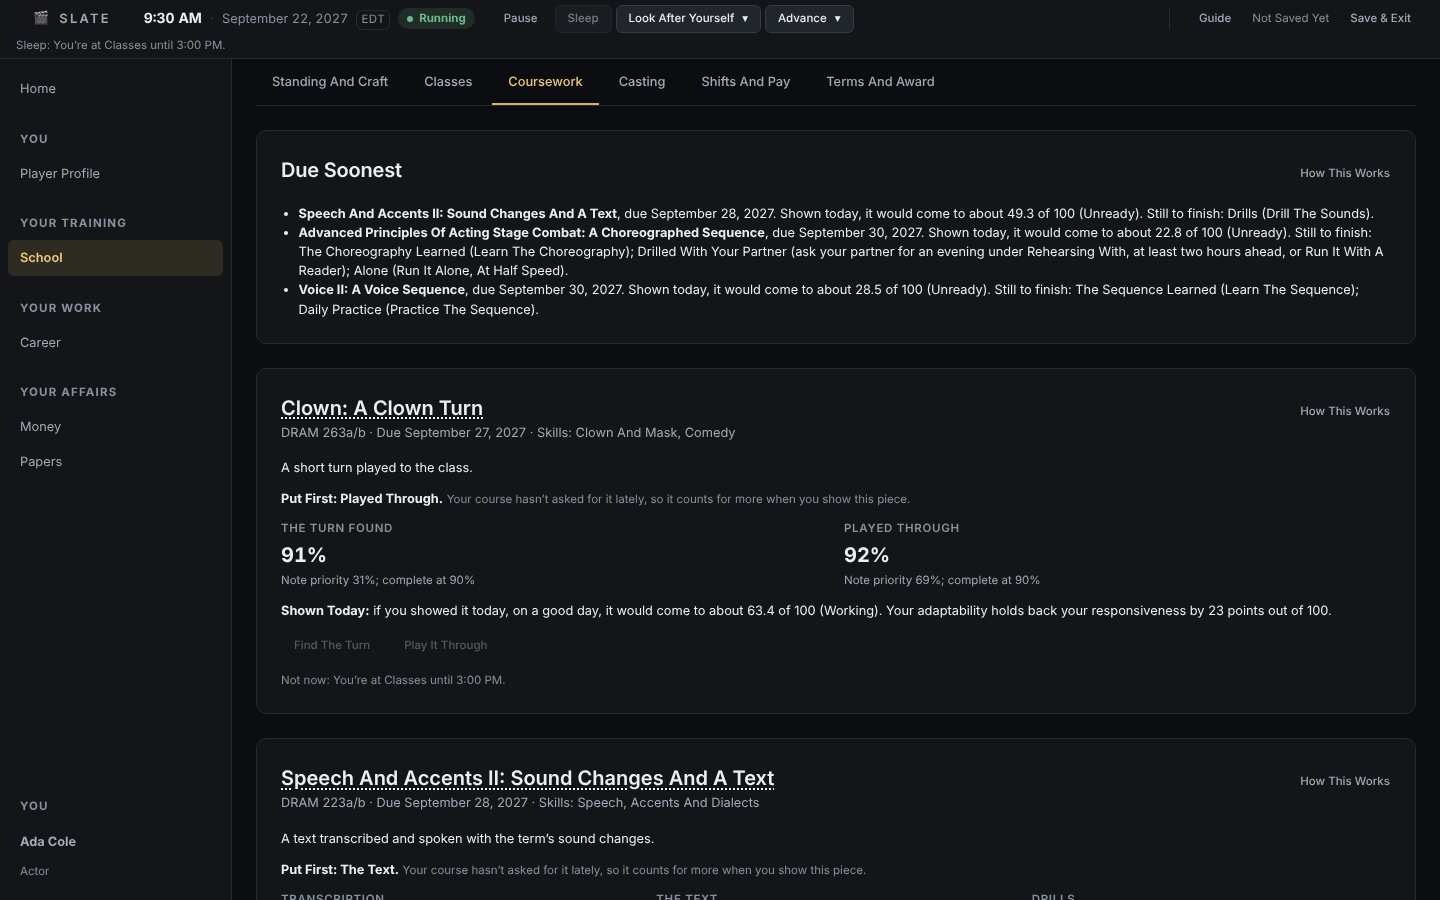 SLATE 9:30 AM · September 22, 2027 EDT Running Pause Sleep Look After Yourself ▾ Advance ▾ Guide Not Saved Yet Save & Exit
Sleep: You're at Classes until 3:00 PM.
Home
YOU
Player Profile
YOUR TRAINING
School
YOUR WORK
Career
YOUR AFFAIRS
Money
Papers
YOU
Ada Cole
Actor
Standing And Craft Classes Coursework Casting Shifts And Pay Terms And Award
Due Soonest How This Works
• Speech And Accents II: Sound Changes And A Text, due September 28, 2027. Shown today, it would come to about 49.3 of 100 (Unready). Still to finish: Drills (Drill The Sounds).
• Advanced Principles Of Acting Stage Combat: A Choreographed Sequence, due September 30, 2027. Shown today, it would come to about 22.8 of 100 (Unready). Still to finish:
The Choreography Learned (Learn The Choreography); Drilled With Your Partner (ask your partner for an evening under Rehearsing With, at least two hours ahead, or Run It With A
Reader); Alone (Run It Alone, At Half Speed).
• Voice II: A Voice Sequence, due September 30, 2027. Shown today, it would come to about 28.5 of 100 (Unready). Still to finish: The Sequence Learned (Learn The Sequence);
Daily Practice (Practice The Sequence).
Clown: A Clown Turn How This Works
DRAM 263a/b · Due September 27, 2027 · Skills: Clown And Mask, Comedy
A short turn played to the class.
Put First: Played Through. Your course hasn't asked for it lately, so it counts for more when you show this piece.
THE TURN FOUND PLAYED THROUGH
91% 92%
Note priority 31%; complete at 90% Note priority 69%; complete at 90%
Shown Today: if you showed it today, on a good day, it would come to about 63.4 of 100 (Working). Your adaptability holds back your responsiveness by 23 points out of 100.
Find The Turn Play It Through
Not now: You're at Classes until 3:00 PM.
Speech And Accents II: Sound Changes And A Text How This Works
DRAM 223a/b · Due September 28, 2027 · Skills: Speech, Accents And Dialects
A text transcribed and spoken with the term's sound changes.
Put First: The Text. Your course hasn't asked for it lately, so it counts for more when you show this piece.
TRANSCRIPTION THE TEXT DRILLS